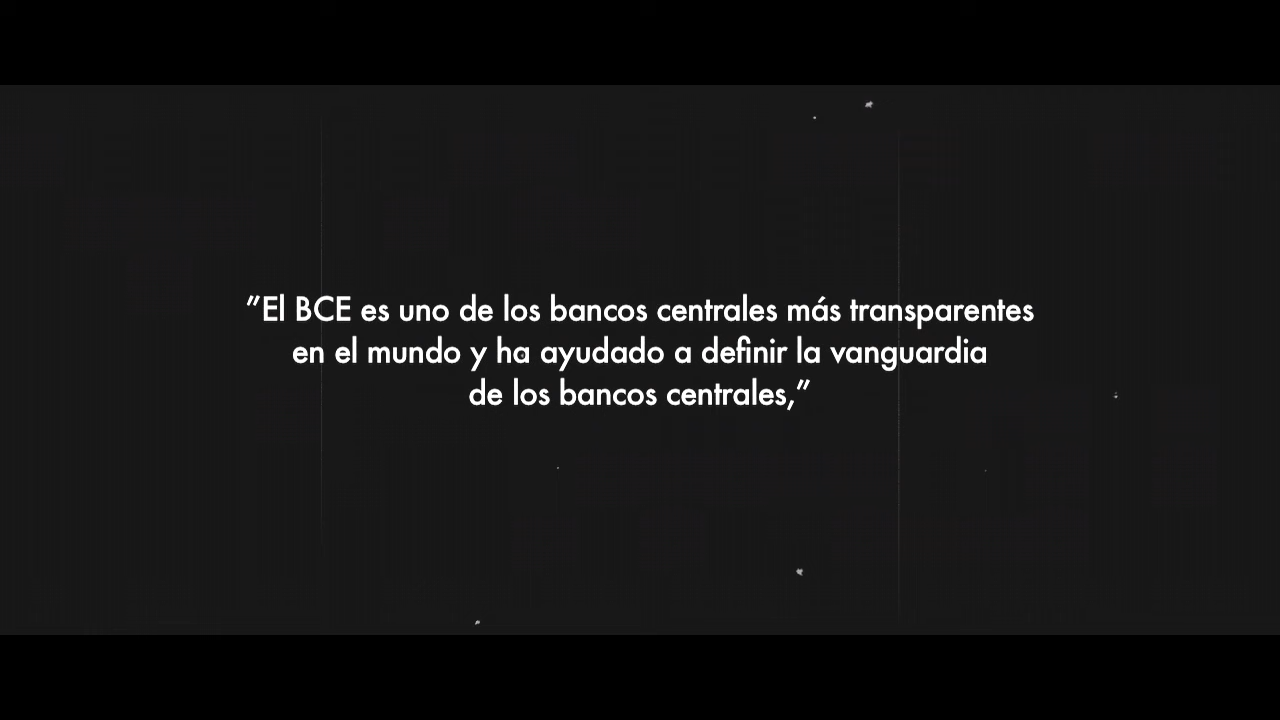 ”El BCE es uno de los bancos centrales más transparentes
en el mundo y ha ayudado a definir la vanguardia
de los bancos centrales,”